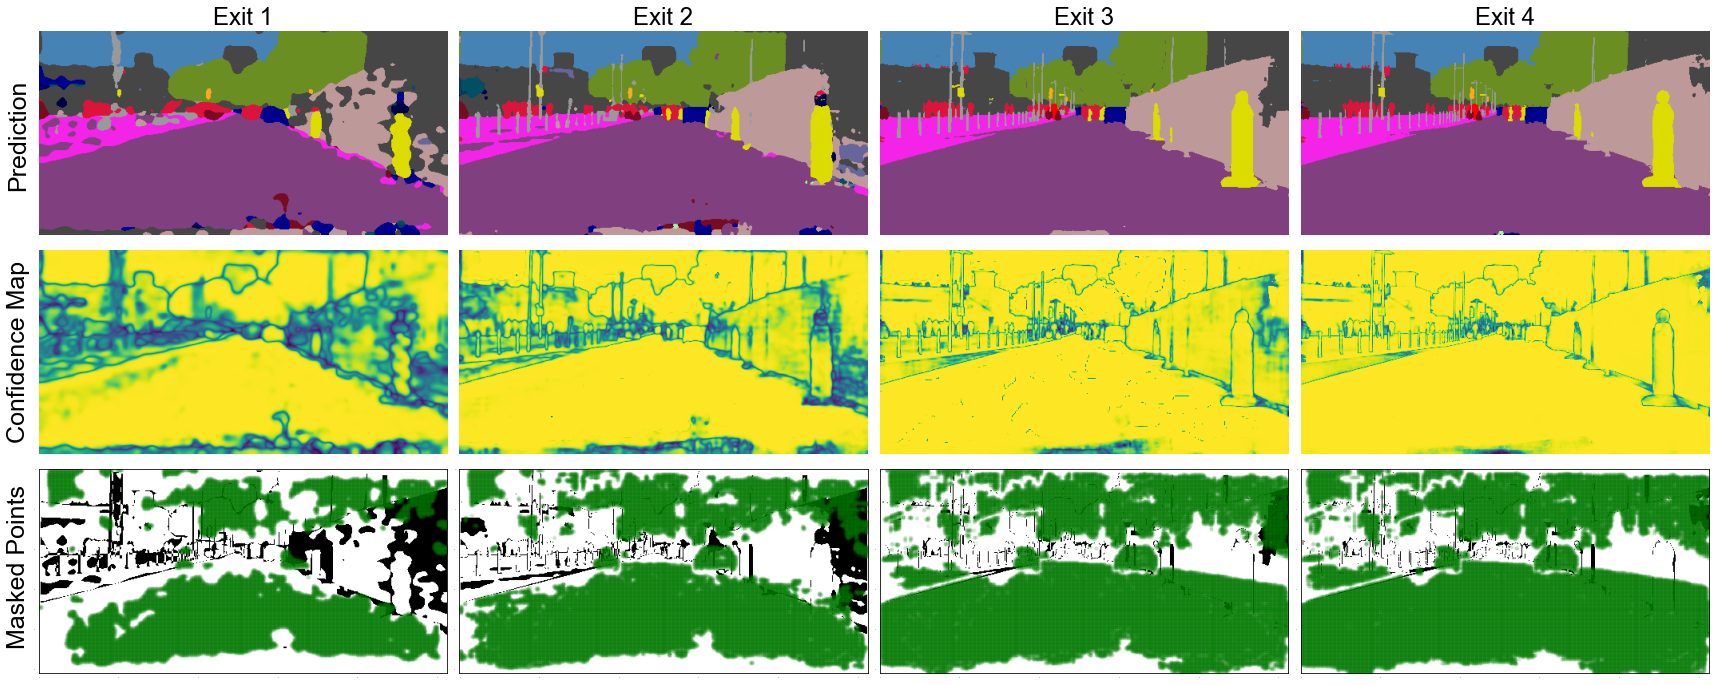 Exit 1
Exit 2
Exit 3
Exit 4
Prediction
Confidence Map
Masked Points